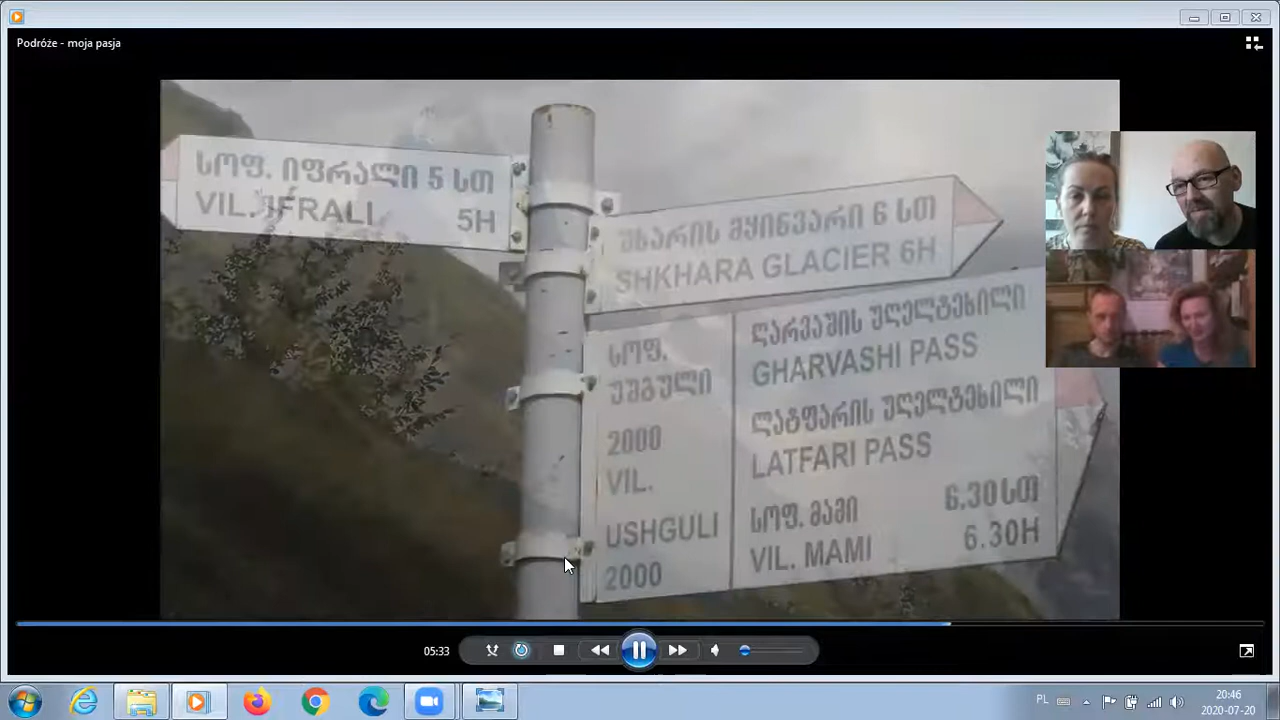 Podróże - moja pasja
სოფ. იფრალი 5 სთ
VIL. IFRALI 5H
უხარის მყინვარი 6 სთ
SHKHARA GLACIER 6H
სოფ.
უშგული
2000
VIL.
USHGULI
2000
ღარვაშის უღელტეხილი
GHARVASHI PASS
ლატფარის უღელტეხილი
LATFARI PASS
სოფ. მამი 6.30სთ
VIL. MAMI 6.30H
05:33
PL
20:46
2020-07-20